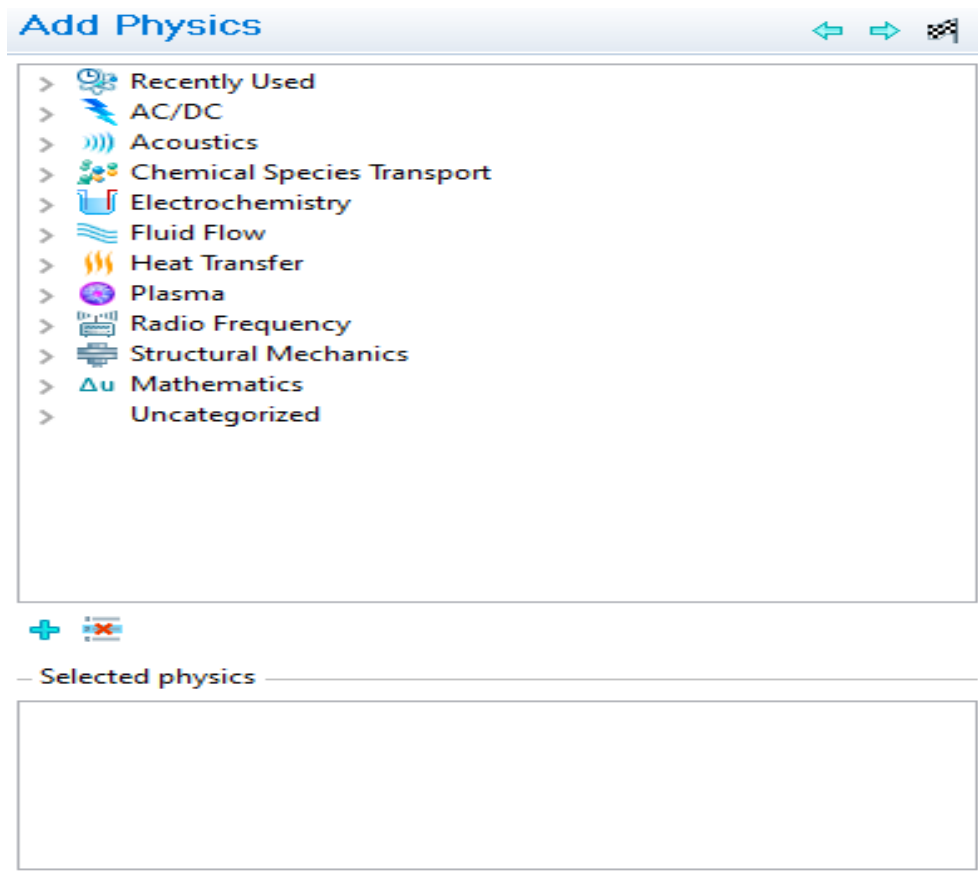 Add Physics
Recently Used
AC/DC
Acoustics
Chemical Species Transport
Electrochemistry
Fluid Flow
Heat Transfer
Plasma
Radio Frequency
Structural Mechanics
Δu Mathematics
Uncategorized
Selected physics